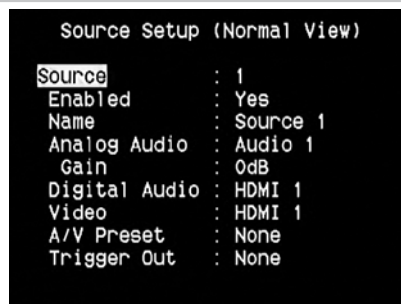 Source Setup (Normal View)
Source : 1
Enabled : Yes
Name : Source 1
Analog Audio : Audio 1
Gain : 0dB
Digital Audio : HDMI 1
Video : HDMI 1
A/V Preset : None
Trigger Out : None